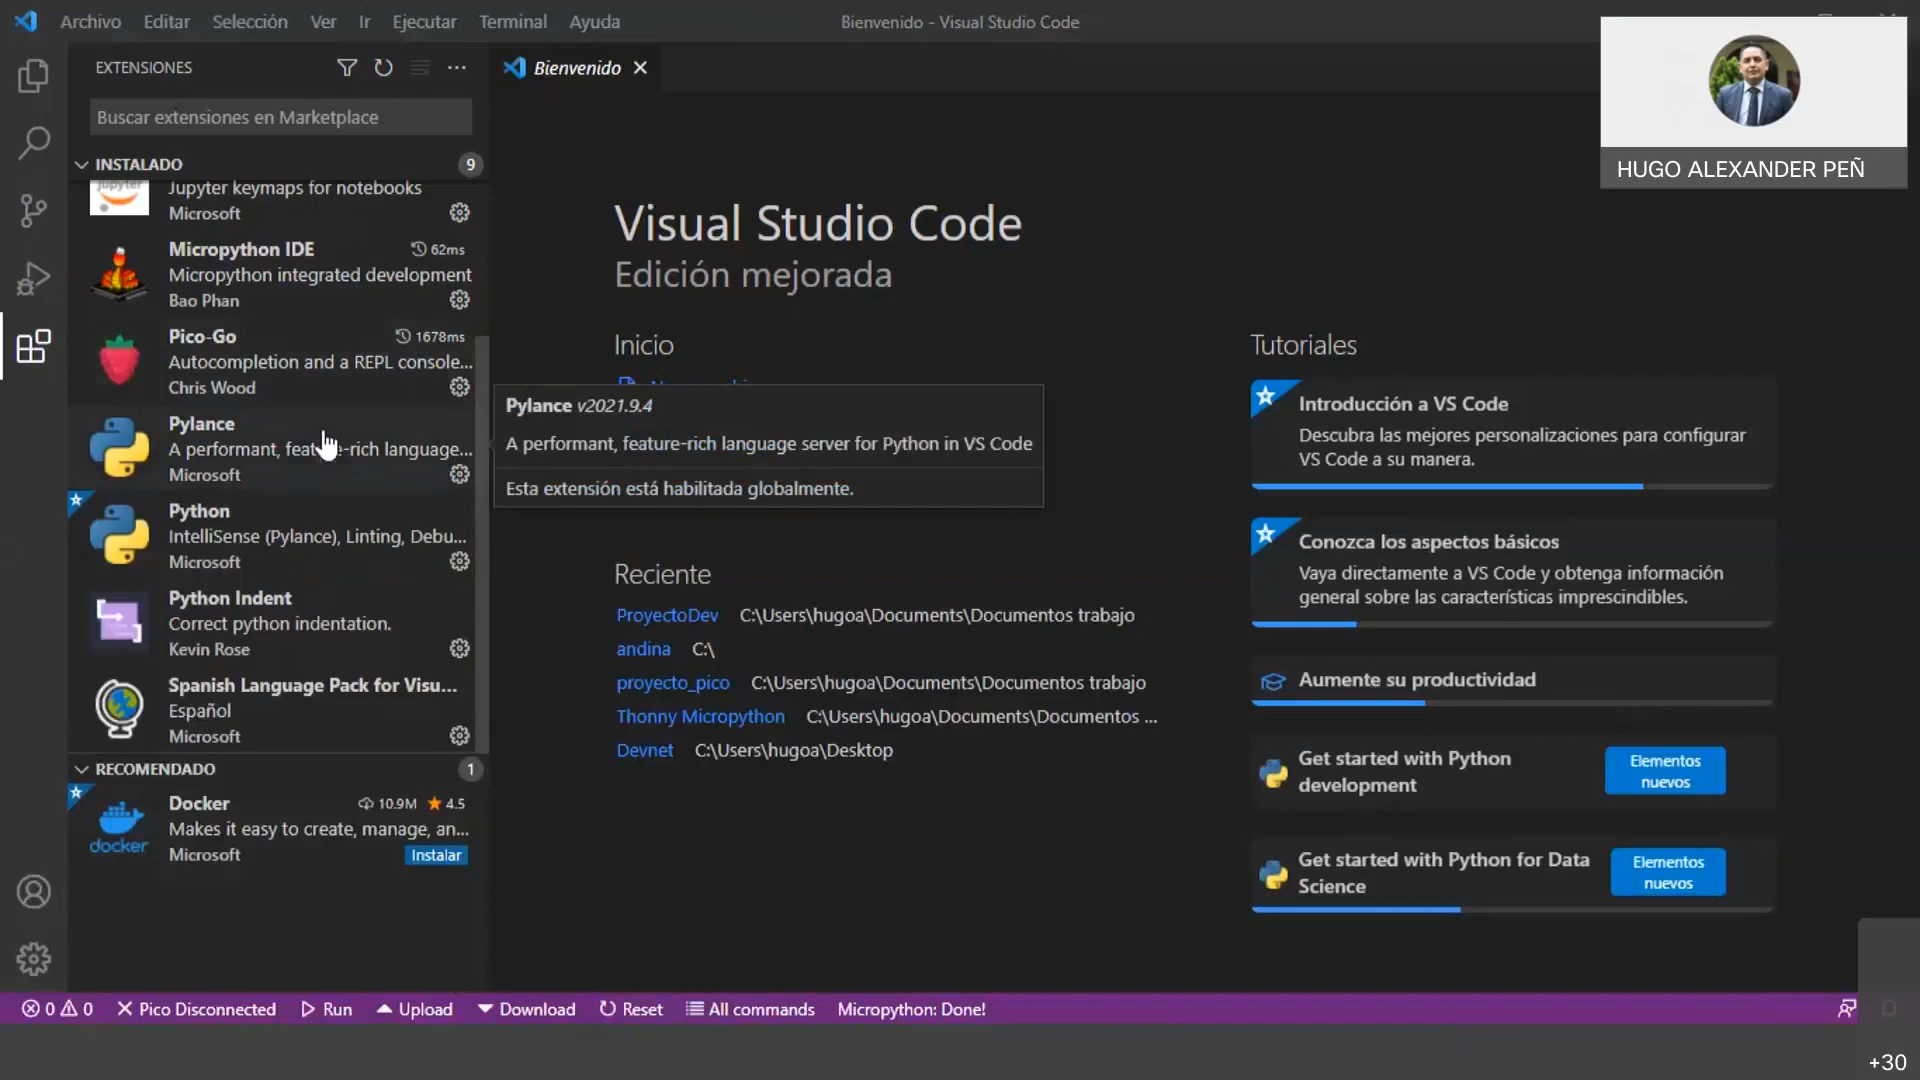 Archivo Editar Selección Ver Ir Ejecutar Terminal Ayuda
Bienvenido - Visual Studio Code
EXTENSIONES
Bienvenido
Buscar extensiones en Marketplace
INSTALADO 9
jupyter
Jupyter keymaps for notebooks
Microsoft
Micropython IDE 62ms
Micropython integrated development
Bao Phan
Pico-Go 1678ms
Autocompletion and a REPL console...
Chris Wood
Pylance
A performant, feature-rich language...
Microsoft
Python
IntelliSense (Pylance), Linting, Debu...
Microsoft
Python Indent
Correct python indentation.
Kevin Rose
Spanish Language Pack for Visu...
Español
Microsoft
RECOMENDADO 1
docker
Docker 10.9M 4.5
Makes it easy to create, manage, an...
Microsoft
Instalar
Visual Studio Code
Edición mejorada
Inicio
Pylance v2021.9.4
A performant, feature-rich language server for Python in VS Code
Esta extensión está habilitada globalmente.
Reciente
ProyectoDev C:\Users\hugoa\Documents\Documentos trabajo
andina C:\
proyecto_pico C:\Users\hugoa\Documents\Documentos trabajo
Thonny Micropython C:\Users\hugoa\Documents\Documentos ...
Devnet C:\Users\hugoa\Desktop
Tutoriales
Introducción a VS Code
Descubra las mejores personalizaciones para configurar
VS Code a su manera.
Conozca los aspectos básicos
Vaya directamente a VS Code y obtenga información
general sobre las características imprescindibles.
Aumente su productividad
Get started with Python
development
Elementos
nuevos
Get started with Python for Data
Science
Elementos
nuevos
HUGO ALEXANDER PEÑ
0 0 Pico Disconnected Run Upload Download Reset All commands Micropython: Done!
+30